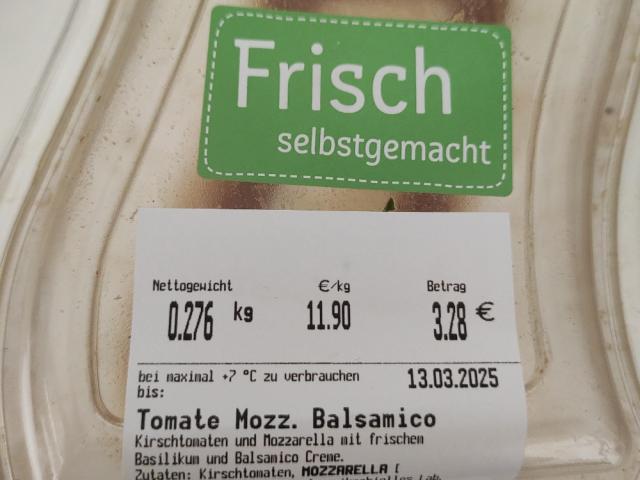 Frisch
selbstgemacht
Nettogewicht €/kg Betrag
0.276 kg 11.90 3.28 €
bei maximal +7 °C zu verbrauchen 13.03.2025
bis:
Tomate Mozz. Balsamico
Kirschtomaten und Mozzarella mit frischem
Basilikum und Balsamico Creme.
Zutaten: Kirschtomaten, MOZZARELLA [